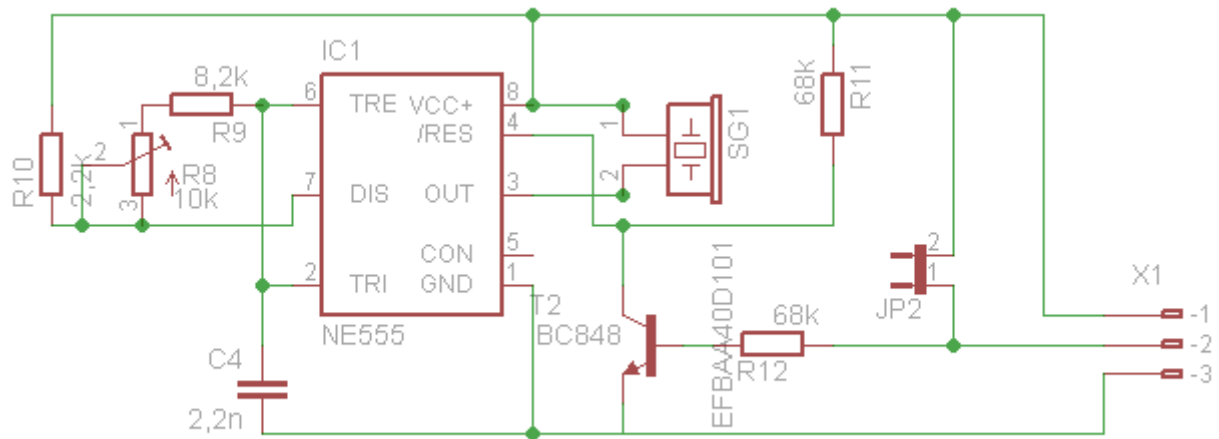 IC1
8,2k
R9
6
TRE
VCC+
8
/RES
4
1
SG1
2
68k
R11
R10
2,2k
1
2
3
R8
10k
7
DIS
OUT
3
CON
5
2
TRI
GND
1
NE555
T2
BC848
EFBAA40D101
68k
R12
2
1
JP2
X1
-1
-2
-3
C4
2,2n